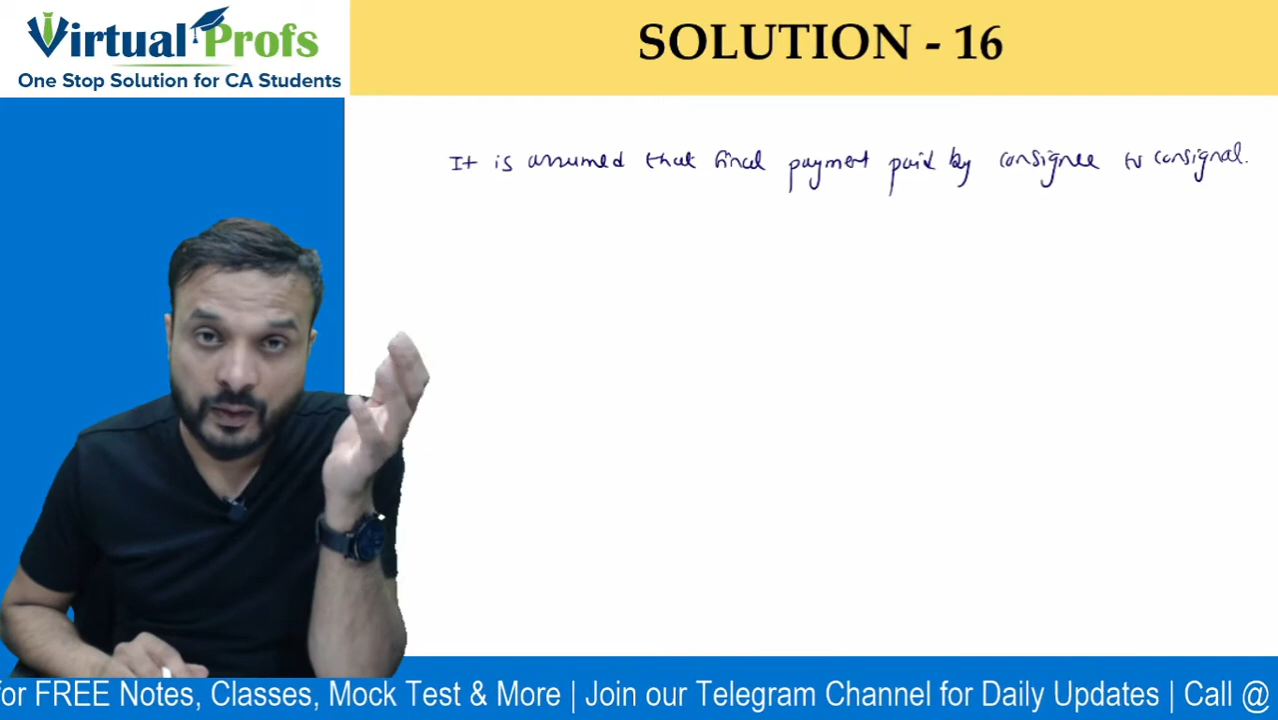 Virtual Profs
One Stop Solution for CA Students
SOLUTION - 16
It is assumed that final payment paid by consignee to consignal.
for FREE Notes, Classes, Mock Test & More | Join our Telegram Channel for Daily Updates | Call @